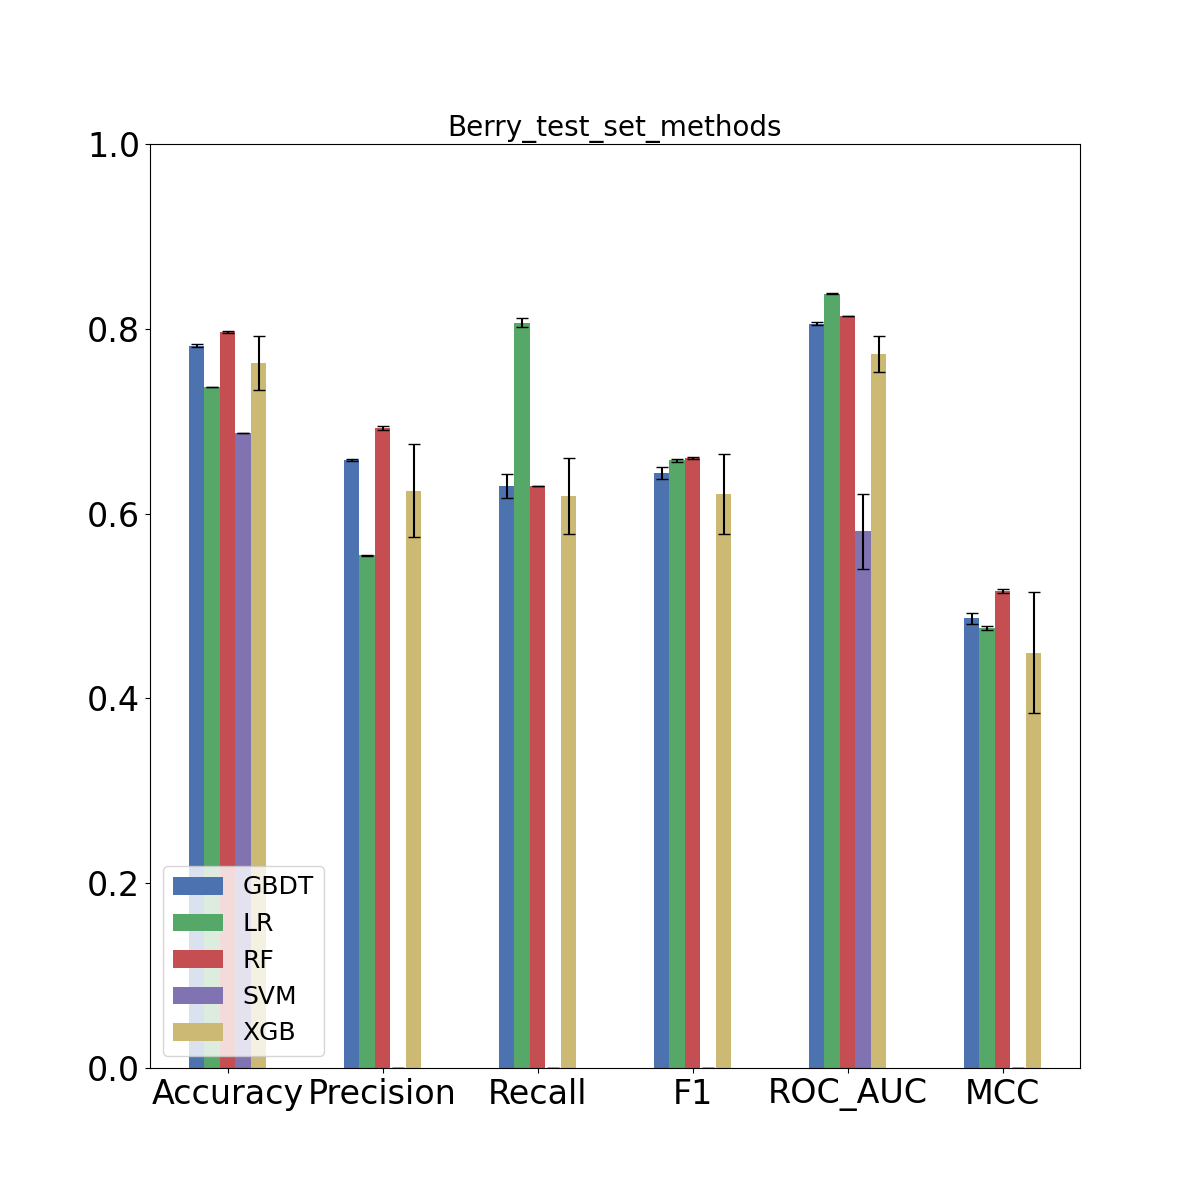 Berry_test_set_methods
1.0
0.8
0.6
0.4
0.2
0.0
GBDT
LR
RF
SVM
XGB
Accuracy Precision Recall F1 ROC_AUC MCC